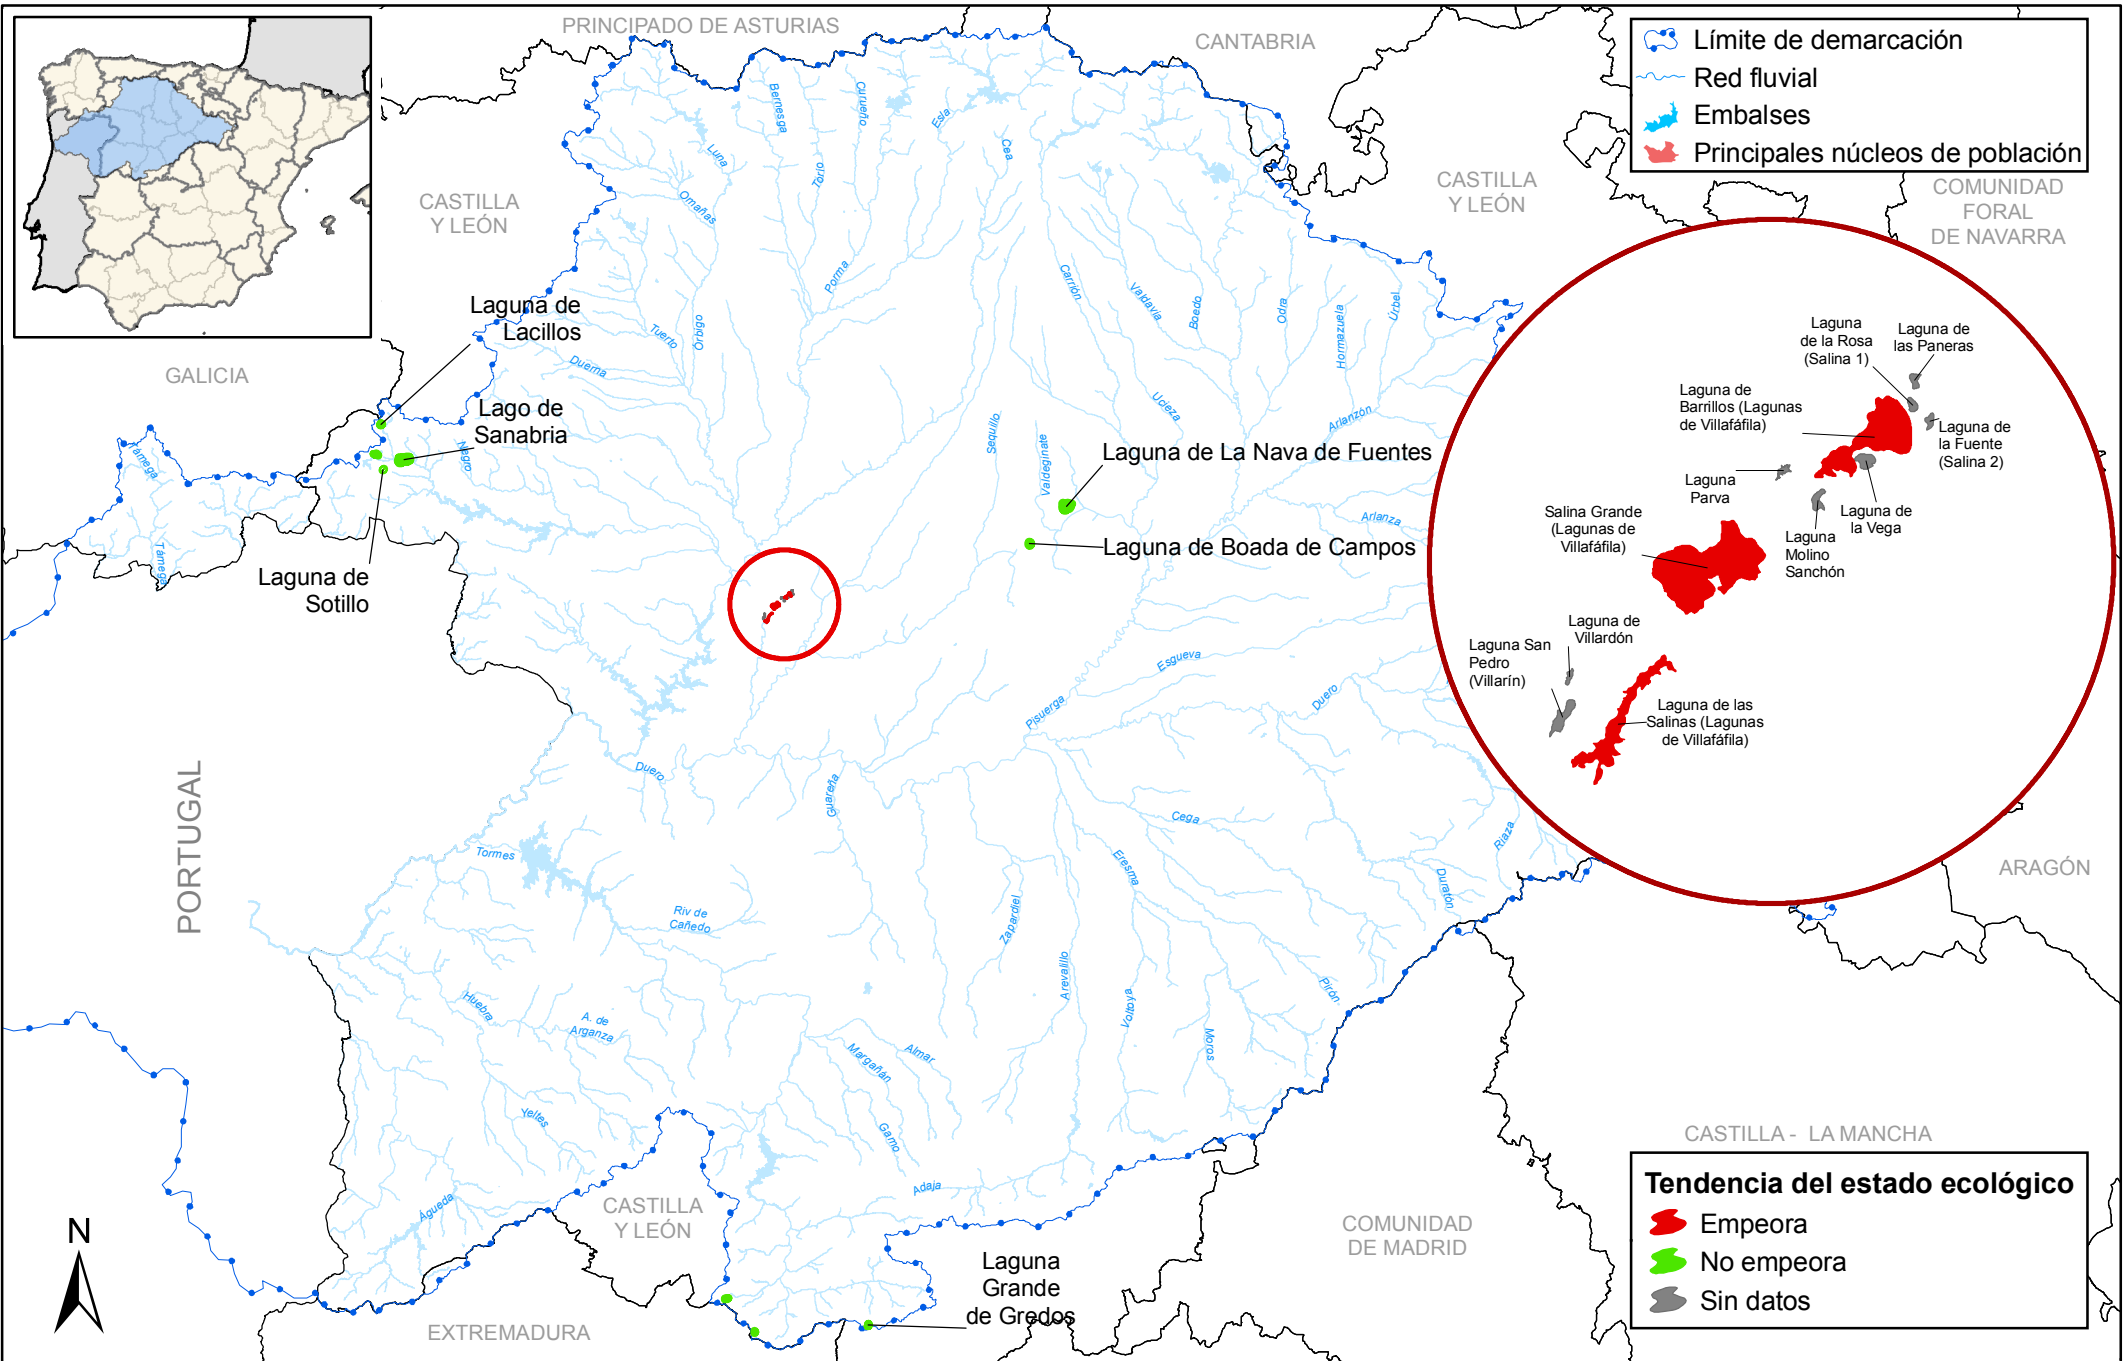 PRINCIPADO DE ASTURIAS
CANTABRIA
Límite de demarcación
Red fluvial
Embalses
Principales núcleos de población
CASTILLA
Y LEÓN
CASTILLA
Y LEÓN
COMUNIDAD
FORAL
DE NAVARRA
Bernesga
Curueño
Esla
Cea
Luna
Torío
Omañas
Porma
Carrión
Valdavia
Boedo
Odra
Hormazuela
Úrbel
Tuerto
Órbigo
Duerna
Laguna de
Lacillos
GALICIA
Lago de
Sanabria
Negro
Támega
Támega
Laguna de
Sotillo
Sequillo
Valdeginate
Ucieza
Arlanzón
Arlanza
Laguna de La Nava de Fuentes
Laguna de Boada de Campos
Laguna
de la Rosa
(Salina 1)
Laguna de
las Paneras
Laguna de
Barrillos (Lagunas
de Villafáfila)
Laguna de
la Fuente
(Salina 2)
Laguna
Parva
Laguna de
la Vega
Salina Grande
(Lagunas de
Villafáfila)
Laguna
Molino
Sanchón
Laguna de
Villardón
Laguna San
Pedro
(Villarín)
Laguna de las
Salinas (Lagunas
de Villafáfila)
Esgueva
Pisuerga
Duero
Duero
Guareña
PORTUGAL
Tormes
Cega
Eresma
Riaza
Duratón
ARAGÓN
Riv de
Cañedo
Zapardiel
Arevalillo
Voltoya
Pirón
Moros
Huebra
A. de
Arganza
Margañán
Almar
Yeltes
Gamo
Adaja
Águeda
CASTILLA
Y LEÓN
COMUNIDAD
DE MADRID
CASTILLA - LA MANCHA
EXTREMADURA
Laguna
Grande
de Gredos
N
Tendencia del estado ecológico
Empeora
No empeora
Sin datos